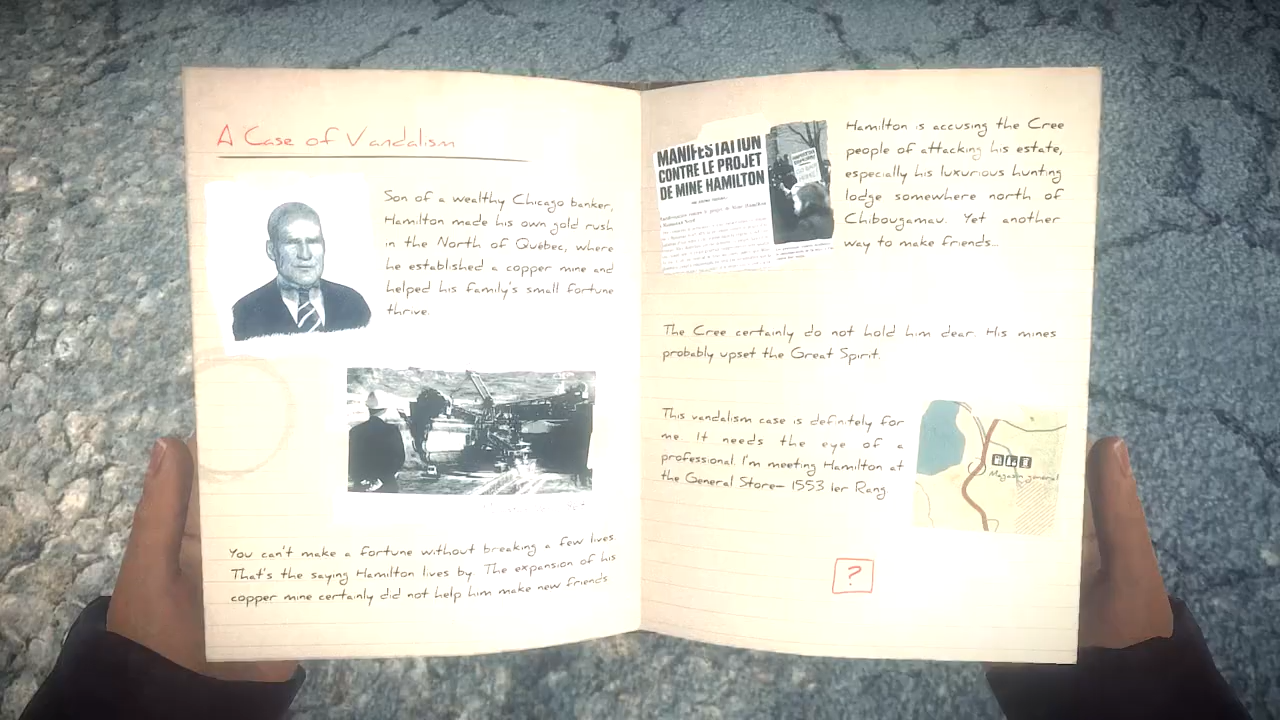 A Case of Vandalism
Son of a wealthy Chicago banker,
Hamilton made his own gold rush
in the North of Québec, where
he established a copper mine and
helped his family's small fortune
thrive.
You can't make a fortune without breaking a few lives.
That's the saying Hamilton lives by. The expansion of his
copper mine certainly did not help him make new friends
MANIFESTATION
CONTRE LE PROJET
DE MINE HAMILTON
Hamilton is accusing the Cree
people of attacking his estate,
especially his luxurious hunting
lodge somewhere north of
Chibougamau. Yet another
way to make friends...
The Cree certainly do not hold him dear. His mines
probably upset the Great Spirit.
This vandalism case is definitely for
me. It needs the eye of a
professional. I'm meeting Hamilton at
the General Store- 1553 1er Rang.
Magasin général
?